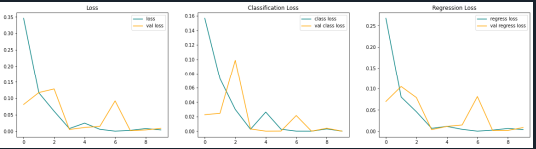 Loss
loss
val loss
0.35
0.30
0.25
0.20
0.15
0.10
0.05
0.00
0 2 4 6 8
Classification Loss
class loss
val class loss
0.16
0.14
0.12
0.10
0.08
0.06
0.04
0.02
0.00
0 2 4 6 8
Regression Loss
regress loss
val regress loss
0.25
0.20
0.15
0.10
0.05
0.00
0 2 4 6 8